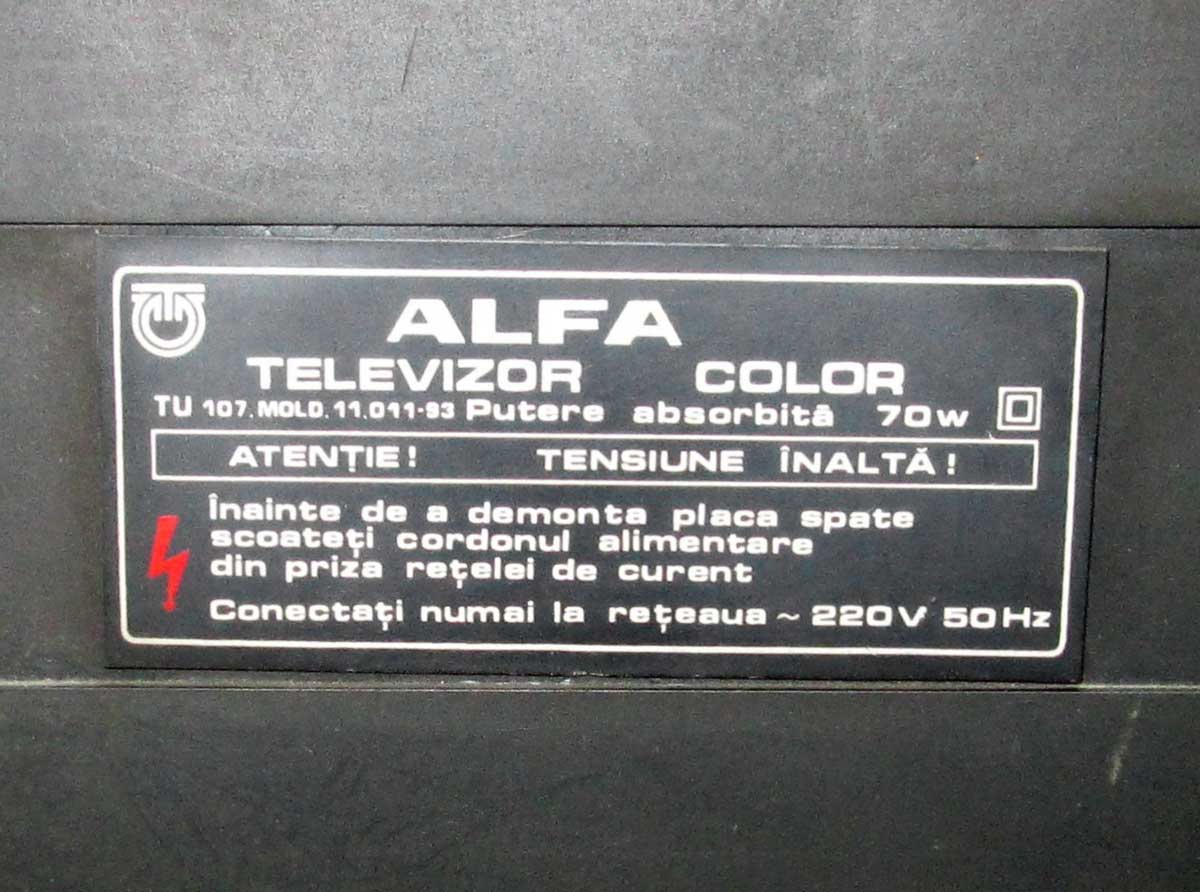 ALFA
TELEVIZOR COLOR
TU 107.MOLD.11.011-93 Putere absorbită 70w
ATENȚIE! TENSIUNE ÎNALTĂ!
Înainte de a demonta placa spate
scoateți cordonul alimentare
din priza rețelei de curent
Conectați numai la rețeaua ~ 220V 50Hz